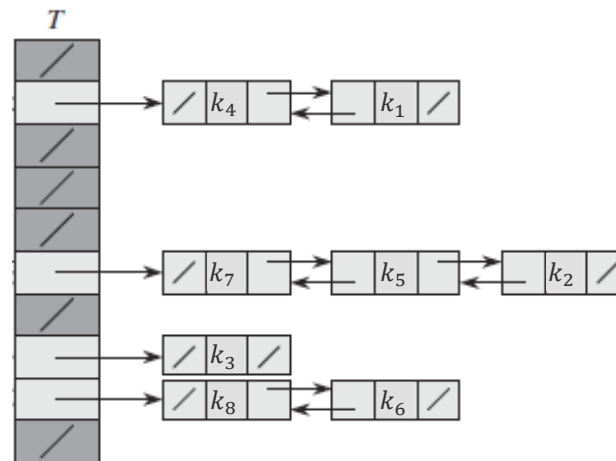 T
k₄ k₁
k₇ k₅ k₂
k₃
k₈ k₆